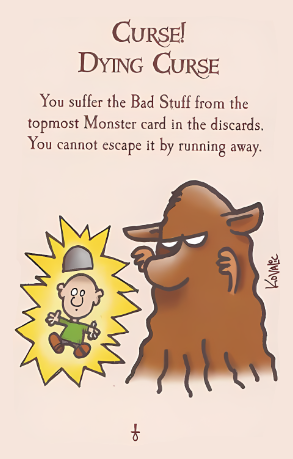 CURSE!
DYING CURSE
You suffer the Bad Stuff from the
topmost Monster card in the discards.
You cannot escape it by running away.
KOVALIC